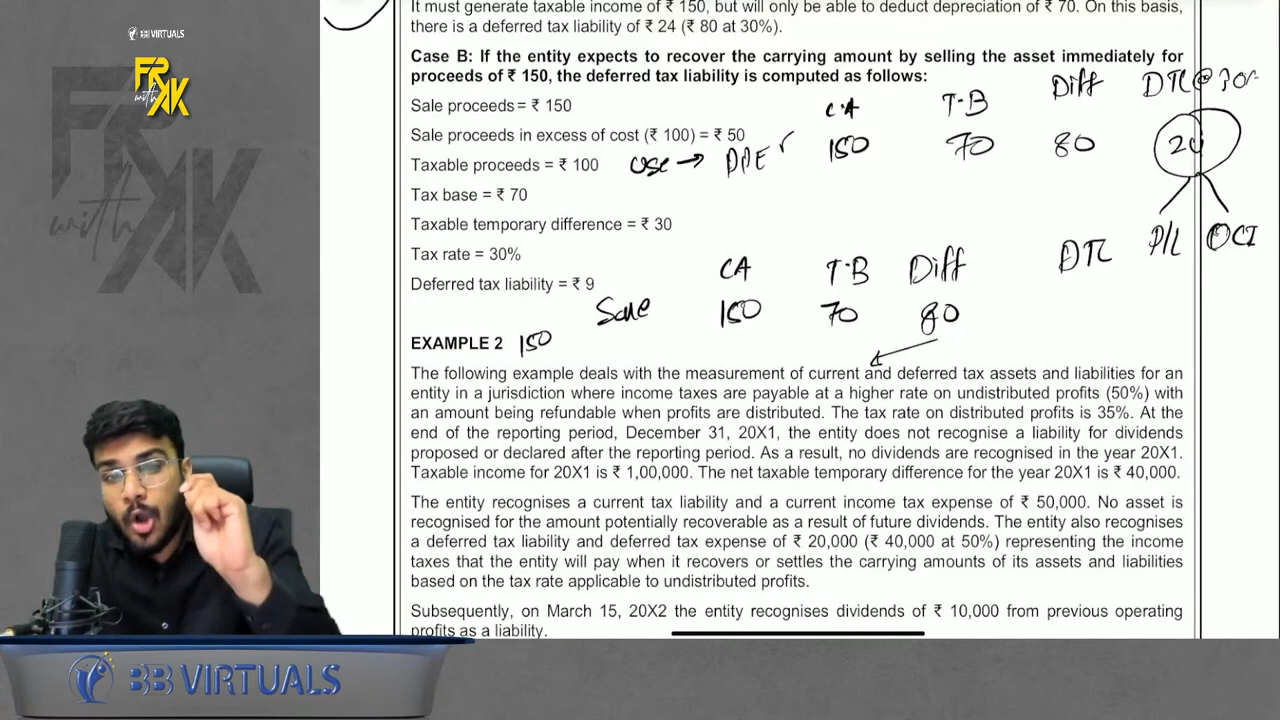 It must generate taxable income of ₹ 150, but will only be able to deduct depreciation of ₹ 70. On this basis,
there is a deferred tax liability of ₹ 24 (₹ 80 at 30%).
BB VIRTUALS
FR
with
AK
FR
with
AK
Case B: If the entity expects to recover the carrying amount by selling the asset immediately for
proceeds of ₹ 150, the deferred tax liability is computed as follows:
C.A T.B Diff DTL@30%
Sale proceeds = ₹ 150
Sale proceeds in excess of cost (₹ 100) = ₹ 50
150 70 80 24
Taxable proceeds = ₹ 100 Use → PPE
Tax base = ₹ 70
Taxable temporary difference = ₹ 30
P/L OCI
Tax rate = 30%
CA T.B Diff DTL
Deferred tax liability = ₹ 9
Sale 150 70 80
EXAMPLE 2 150
The following example deals with the measurement of current and deferred tax assets and liabilities for an
entity in a jurisdiction where income taxes are payable at a higher rate on undistributed profits (50%) with
an amount being refundable when profits are distributed. The tax rate on distributed profits is 35%. At the
end of the reporting period, December 31, 20X1, the entity does not recognise a liability for dividends
proposed or declared after the reporting period. As a result, no dividends are recognised in the year 20X1.
Taxable income for 20X1 is ₹ 1,00,000. The net taxable temporary difference for the year 20X1 is ₹ 40,000.
The entity recognises a current tax liability and a current income tax expense of ₹ 50,000. No asset is
recognised for the amount potentially recoverable as a result of future dividends. The entity also recognises
a deferred tax liability and deferred tax expense of ₹ 20,000 (₹ 40,000 at 50%) representing the income
taxes that the entity will pay when it recovers or settles the carrying amounts of its assets and liabilities
based on the tax rate applicable to undistributed profits.
Subsequently, on March 15, 20X2 the entity recognises dividends of ₹ 10,000 from previous operating
profits as a liability.
BB VIRTUALS